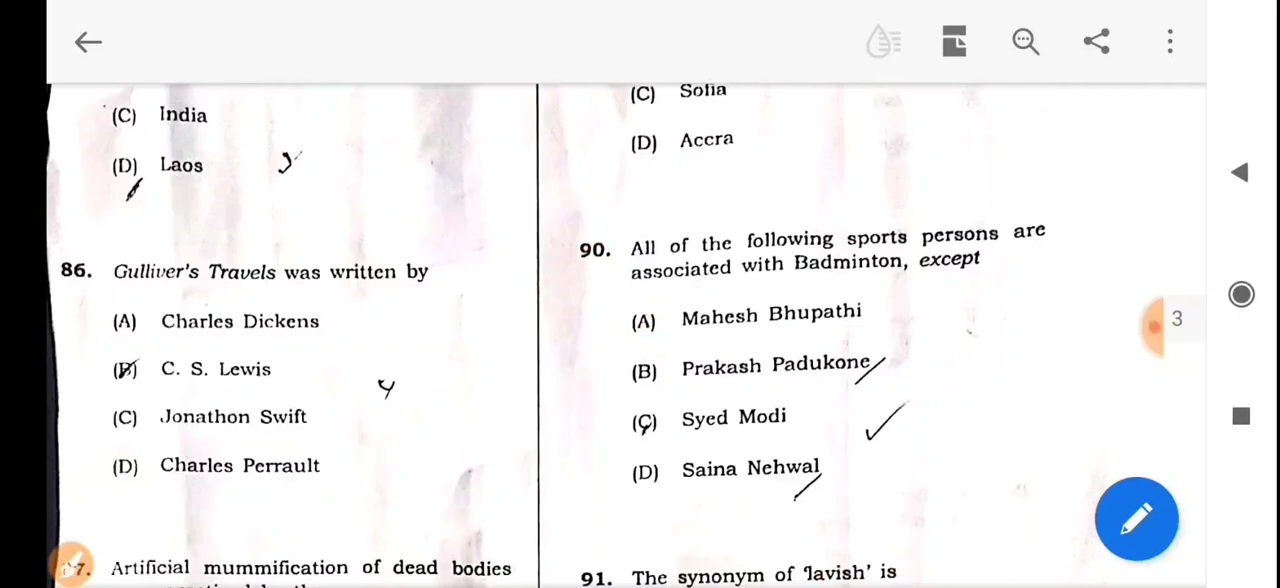 (C) India
(D) Laos
86. Gulliver's Travels was written by
(A) Charles Dickens
(B) C. S. Lewis
(C) Jonathon Swift
(D) Charles Perrault
Artificial mummification of dead bodies
(C) Sofia
(D) Accra
90. All of the following sports persons are
associated with Badminton, except
(A) Mahesh Bhupathi
(B) Prakash Padukone
(C) Syed Modi
(D) Saina Nehwal
91. The synonym of 'lavish' is
3